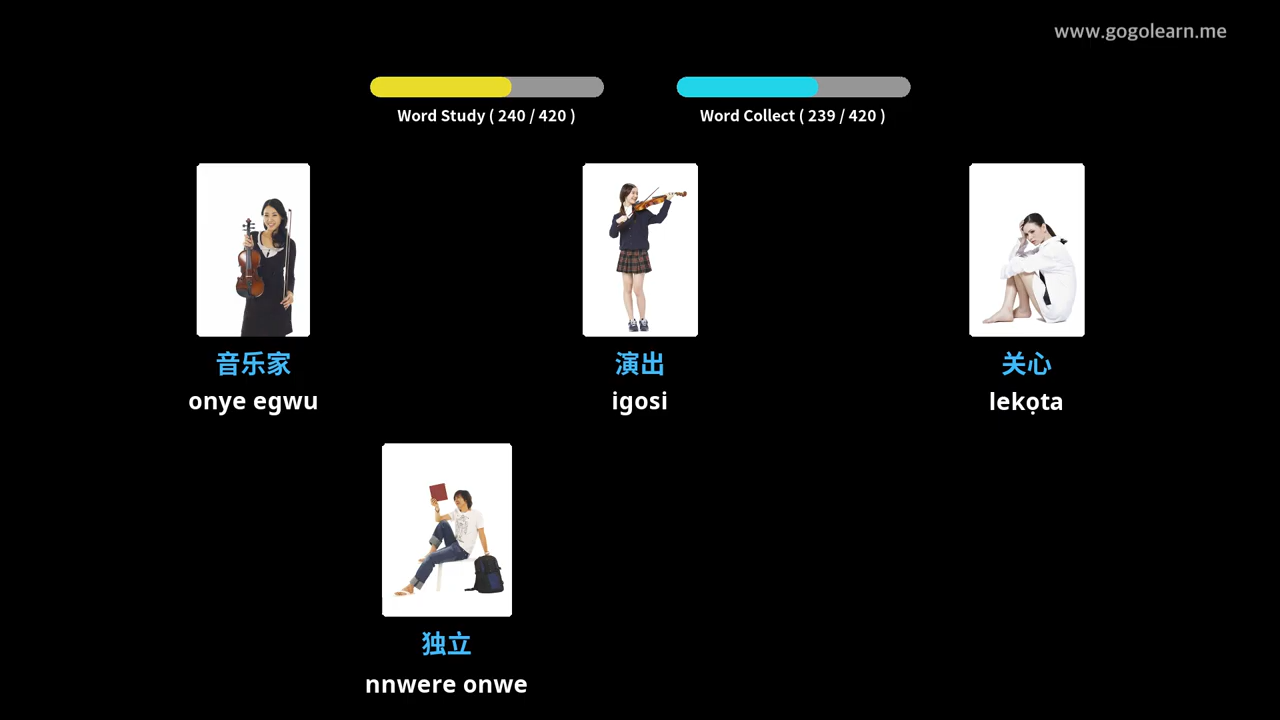 www.gogolearn.me
Word Study ( 240 / 420 )
Word Collect ( 239 / 420 )
音乐家
onye egwu
演出
igosi
关心
lekọta
独立
nnwere onwe